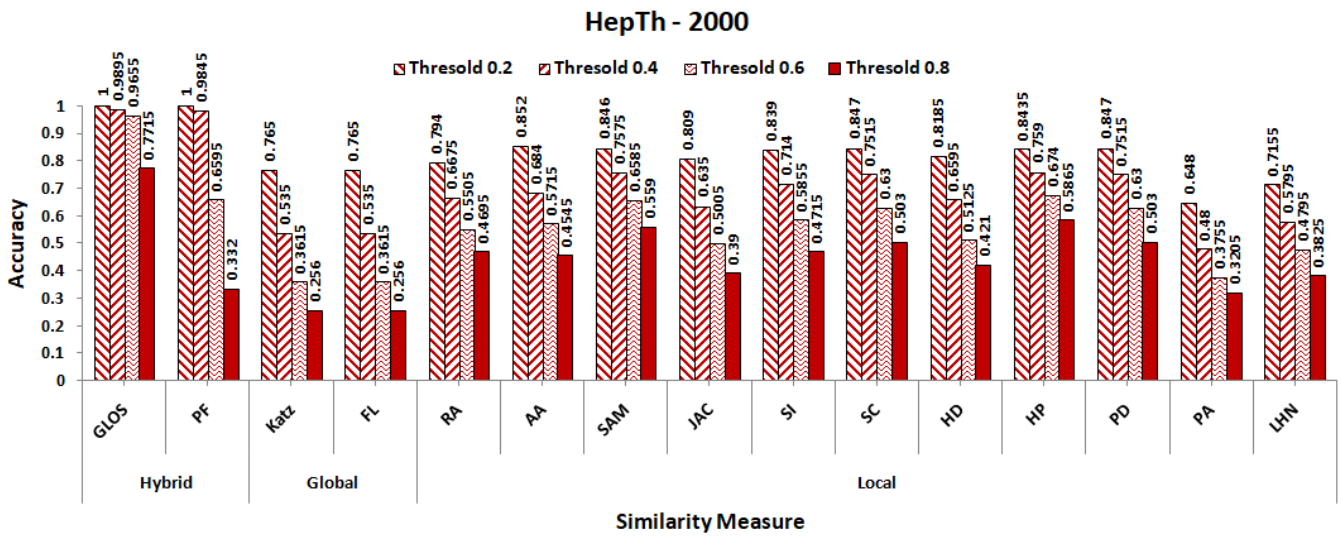 HepTh - 2000
Thresold 0.2 Thresold 0.4 Thresold 0.6 Thresold 0.8
Accuracy
1
0.9
0.8
0.7
0.6
0.5
0.4
0.3
0.2
0.1
0
1 0.9895 0.9655 0.7715
1 0.9845 0.6595 0.332
0.765 0.535 0.3615 0.256
0.765 0.535 0.3615 0.256
0.794 0.6675 0.5505 0.4695
0.852 0.684 0.5715 0.4545
0.846 0.7575 0.6585 0.559
0.809 0.635 0.5005 0.39
0.839 0.714 0.5855 0.4715
0.847 0.7515 0.63 0.503
0.8185 0.6595 0.5125 0.421
0.8435 0.759 0.674 0.5865
0.847 0.7515 0.63 0.503
0.648 0.48 0.3755 0.3205
0.7155 0.5795 0.4795 0.3825
GLOS PF Katz FL RA AA SAM JAC SI SC HD HP PD PA LHN
Hybrid Global Local
Similarity Measure